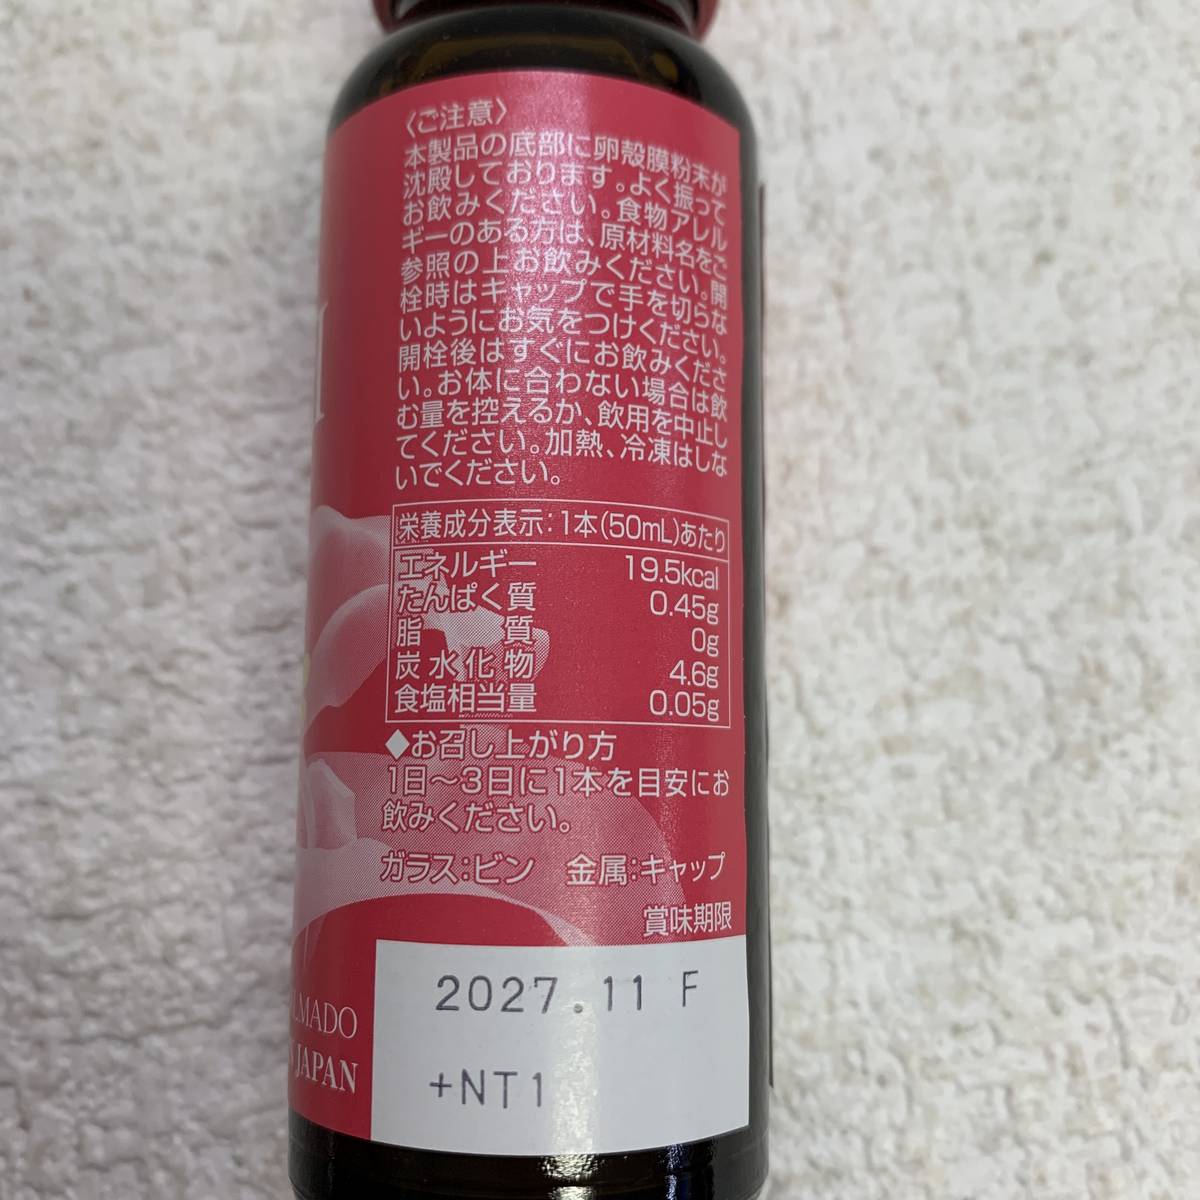 〈ご注意〉
本製品の底部に卵殻膜粉末が
沈殿しております。よく振って
お飲みください。食物アレル
ギーのある方は、原材料名をご
参照の上お飲みください。開
栓時はキャップで手を切らな
いようにお気をつけください。
開栓後はすぐにお飲みくださ
い。お体に合わない場合は飲
む量を控えるか、飲用を中止し
てください。加熱、冷凍はしな
いでください。
栄養成分表示：1本(50mL)あたり
エネルギー 19.5kcal
たんぱく質 0.45g
脂質 0g
炭水化物 4.6g
食塩相当量 0.05g
◆お召し上がり方
1日〜3日に1本を目安にお
飲みください。
ガラス：ビン 金属：キャップ
賞味期限
2027.11 F
+NT1
MADO
JAPAN